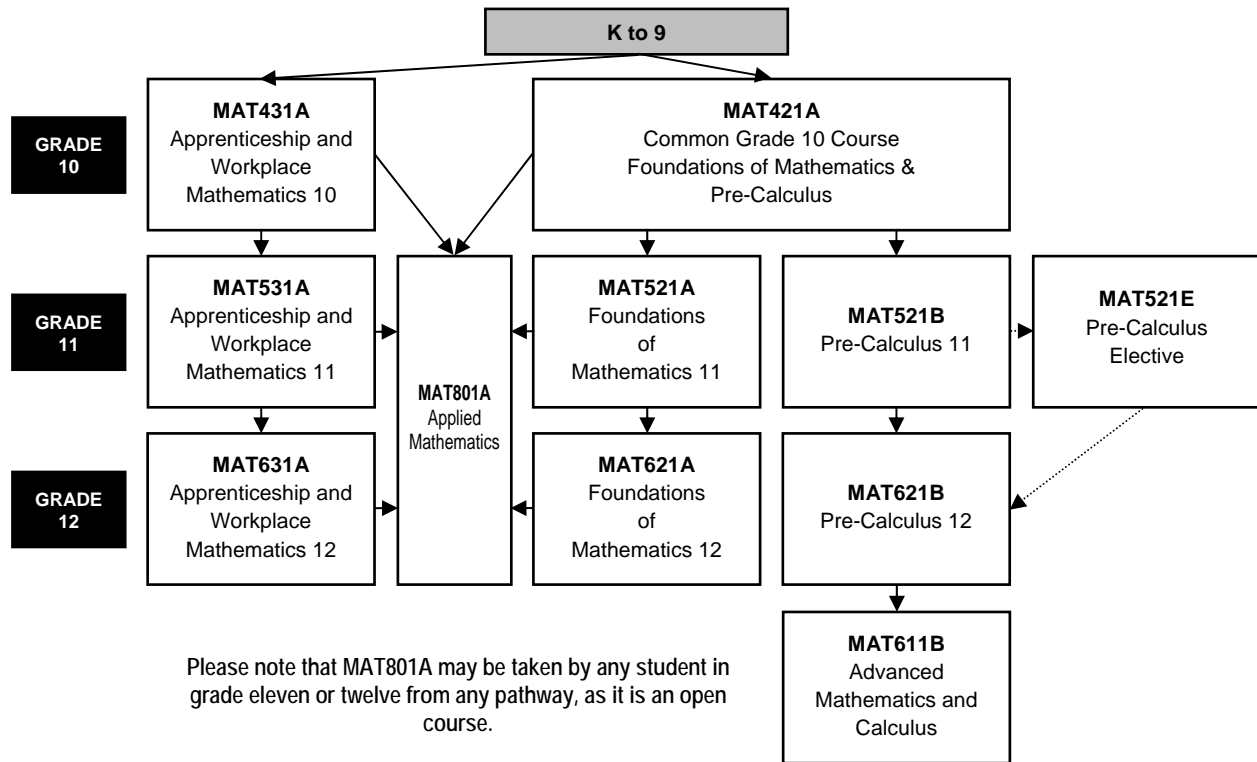 K to 9
GRADE
10
MAT431A
Apprenticeship and
Workplace
Mathematics 10
MAT421A
Common Grade 10 Course
Foundations of Mathematics &
Pre-Calculus
GRADE
11
MAT531A
Apprenticeship and
Workplace
Mathematics 11
MAT801A
Applied
Mathematics
MAT521A
Foundations
of
Mathematics 11
MAT521B
Pre-Calculus 11
MAT521E
Pre-Calculus
Elective
GRADE
12
MAT631A
Apprenticeship and
Workplace
Mathematics 12
MAT621A
Foundations
of
Mathematics 12
MAT621B
Pre-Calculus 12
MAT611B
Advanced
Mathematics and
Calculus
Please note that MAT801A may be taken by any student in
grade eleven or twelve from any pathway, as it is an open
course.